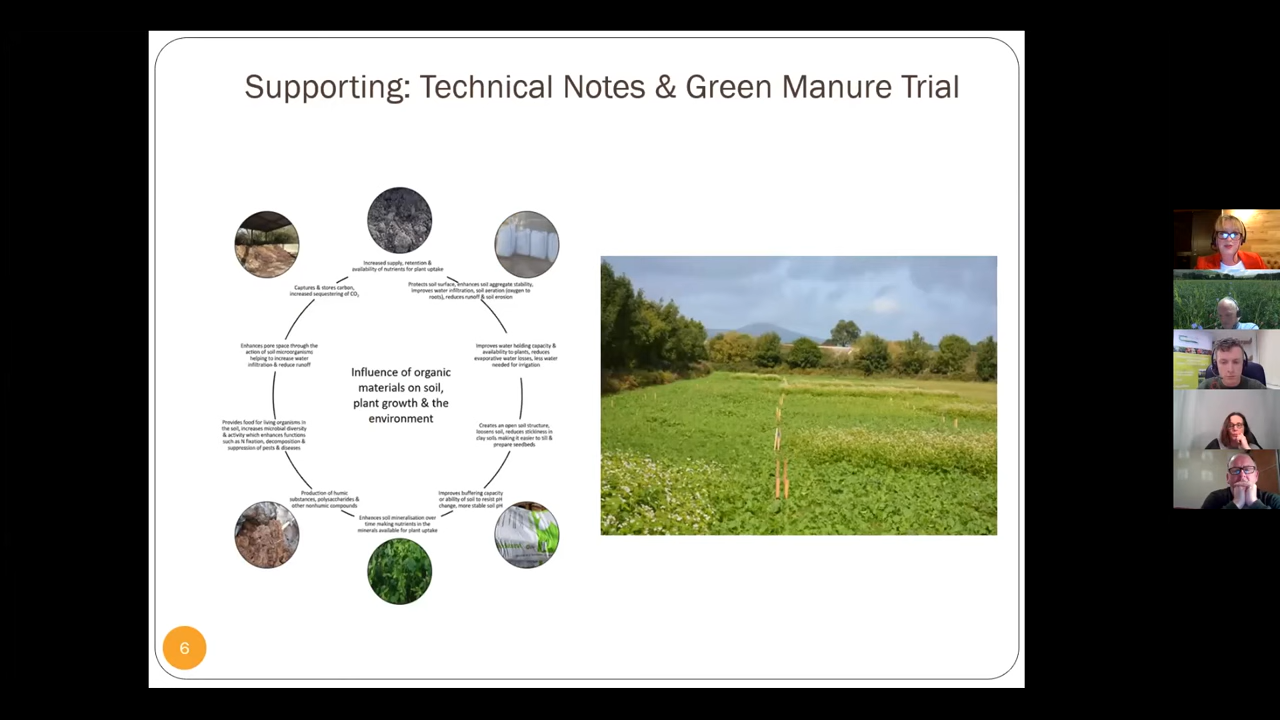 Supporting: Technical Notes & Green Manure Trial
Increased supply, retention &
availability of nutrients for plant uptake
Protects soil surface, enhances soil aggregate stability,
improves water infiltration, soil aeration (oxygen to
roots), reduces runoff & soil erosion
Improves water holding capacity &
availability to plants, reduces
evaporative water losses, less water
needed for irrigation
Creates an open soil structure,
loosens soil, reduces stickiness in
clay soils making it easier to till &
prepare seedbeds
Improves buffering capacity
or ability of soil to resist pH
change, more stable soil pH
Enhances soil mineralisation over
time making nutrients in the
minerals available for plant uptake
Production of humic
substances, polysaccharides &
other nonhumic compounds
Provides food for living organisms in
the soil, increases microbial diversity
& activity which enhances functions
such as N fixation, decomposition &
suppression of pests & diseases
Enhances pore space through the
action of soil microorganisms
helping to increase water
infiltration & reduce runoff
Captures & stores carbon,
increased sequestering of CO₂
Influence of organic
materials on soil,
plant growth & the
environment
6